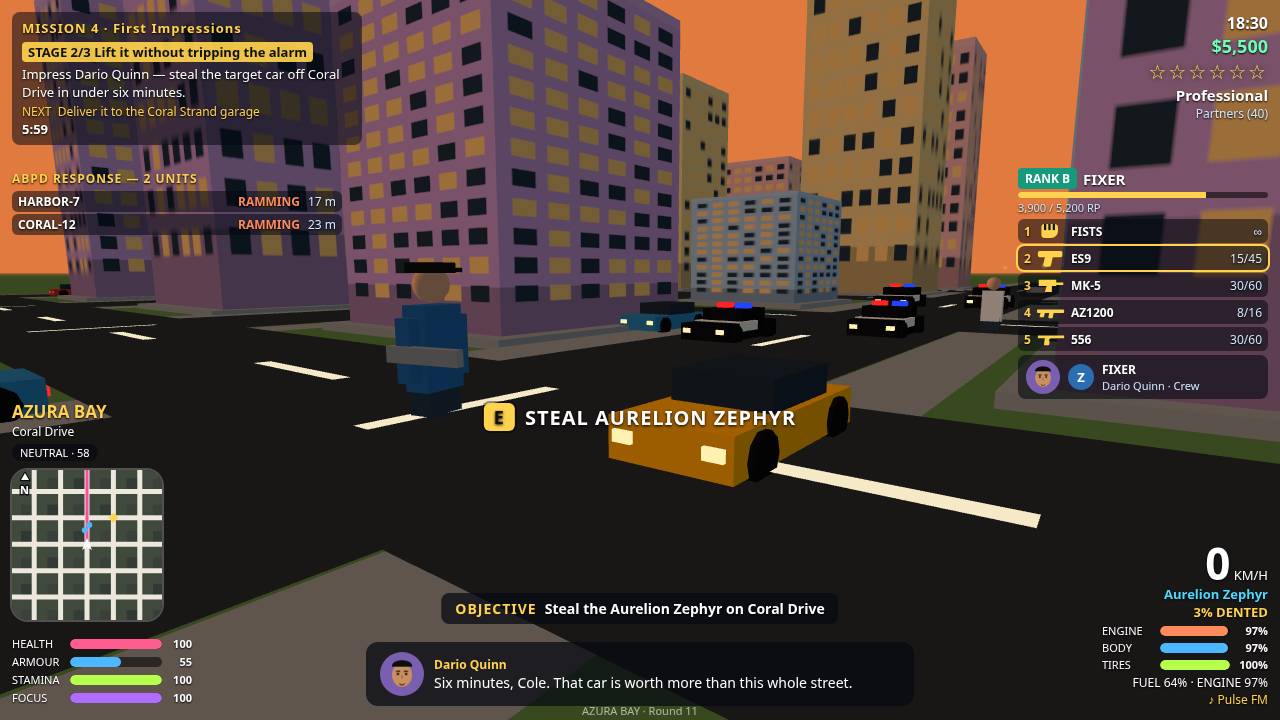 MISSION 4 · First Impressions
STAGE 2/3 Lift it without tripping the alarm
Impress Dario Quinn — steal the target car off Coral
Drive in under six minutes.
NEXT Deliver it to the Coral Strand garage
5:59
ABPD RESPONSE — 2 UNITS
HARBOR-7 RAMMING 17 m
CORAL-12 RAMMING 23 m
18:30
$5,500
☆☆☆☆☆☆
Professional
Partners (40)
RANK B FIXER
3,900 / 5,200 RP
1 FISTS ∞
2 ES9 15/45
3 MK-5 30/60
4 AZ1200 8/16
5 556 30/60
Z FIXER
Dario Quinn · Crew
E STEAL AURELION ZEPHYR
AZURA BAY
Coral Drive
NEUTRAL · 58
N
HEALTH 100
ARMOUR 55
STAMINA 100
FOCUS 100
OBJECTIVE Steal the Aurelion Zephyr on Coral Drive
Dario Quinn
Six minutes, Cole. That car is worth more than this whole street.
AZURA BAY · Round 11
0 KM/H
Aurelion Zephyr
3% DENTED
ENGINE 97%
BODY 97%
TIRES 100%
FUEL 64% · ENGINE 97%
♪ Pulse FM